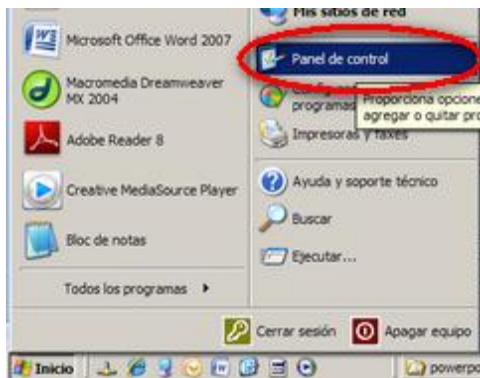 Microsoft Office Word 2007
Macromedia Dreamweaver
MX 2004
Adobe Reader 8
Creative MediaSource Player
Bloc de notas
Todos los programas
Mis sitios de red
Panel de control
programas
Proporciona opcione
agregar o quitar pro
Impresoras y faxes
Ayuda y soporte técnico
Buscar
Ejecutar...
Cerrar sesión
Apagar equipo
Inicio
powerpo